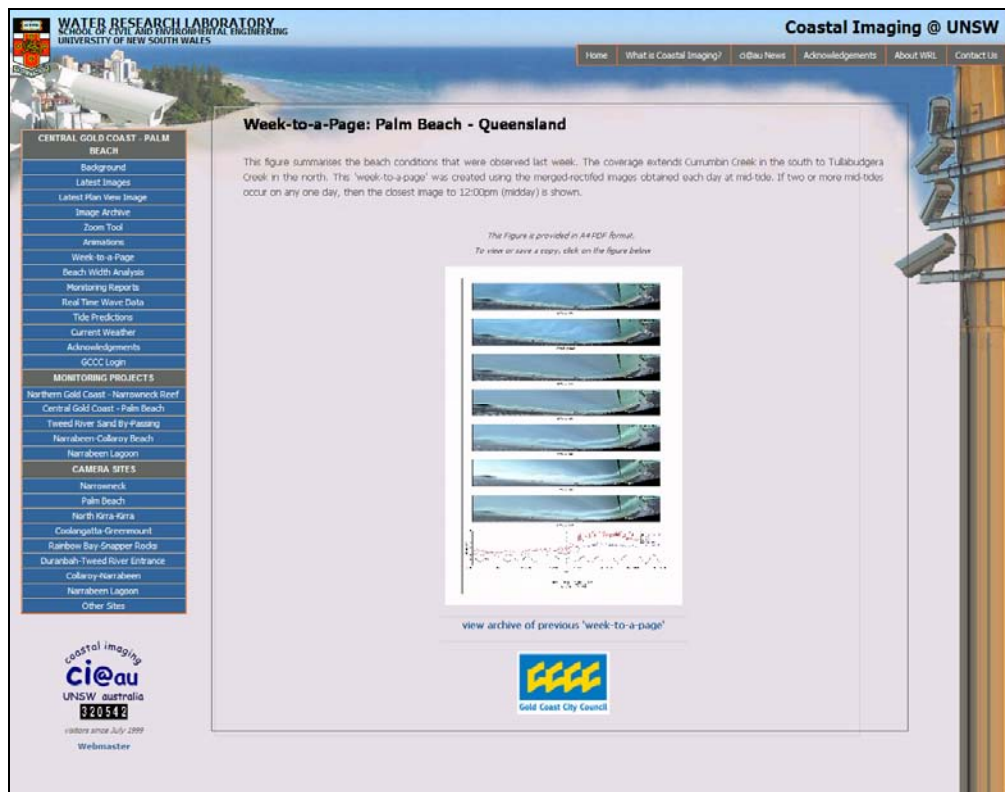 WATER RESEARCH LABORATORY
SCHOOL OF CIVIL AND ENVIRONMENTAL ENGINEERING
UNIVERSITY OF NEW SOUTH WALES
Coastal Imaging @ UNSW
Home What is Coastal Imaging? ci@au News Acknowledgements About WRL Contact Us
CENTRAL GOLD COAST - PALM
BEACH
Background
Latest Images
Latest Plan View Image
Image Archive
Zoom Tool
Animations
Week-to-a-Page
Beach Width Analysis
Monitoring Reports
Real Time Wave Data
Tide Predictions
Current Weather
Acknowledgements
GCCC Login
MONITORING PROJECTS
Northern Gold Coast - Narrowneck Reef
Central Gold Coast - Palm Beach
Tweed River Sand By-Passing
Narrabeen-Collaroy Beach
Narrabeen Lagoon
CAMERA SITES
Narrowneck
Palm Beach
North Kirra-Kirra
Coolangatta-Greenmount
Rainbow Bay-Snapper Rocks
Duranbah-Tweed River Entrance
Collaroy-Narrabeen
Narrabeen Lagoon
Other Sites
coastal imaging
ci@au
UNSW australia
320542
visitors since July 1999
Webmaster
Week-to-a-Page: Palm Beach - Queensland
This figure summarises the beach conditions that were observed last week. The coverage extends Currumbin Creek in the south to Tullabudgera
Creek in the north. This 'week-to-a-page' was created using the merged-rectified images obtained each day at mid-tide. If two or more mid-tides
occur on any one day, then the closest image to 12:00pm (midday) is shown.
The Figure is provided in A4 PDF format.
To view or save a copy, click on the figure below
view archive of previous 'week-to-a-page'
Gold Coast City Council